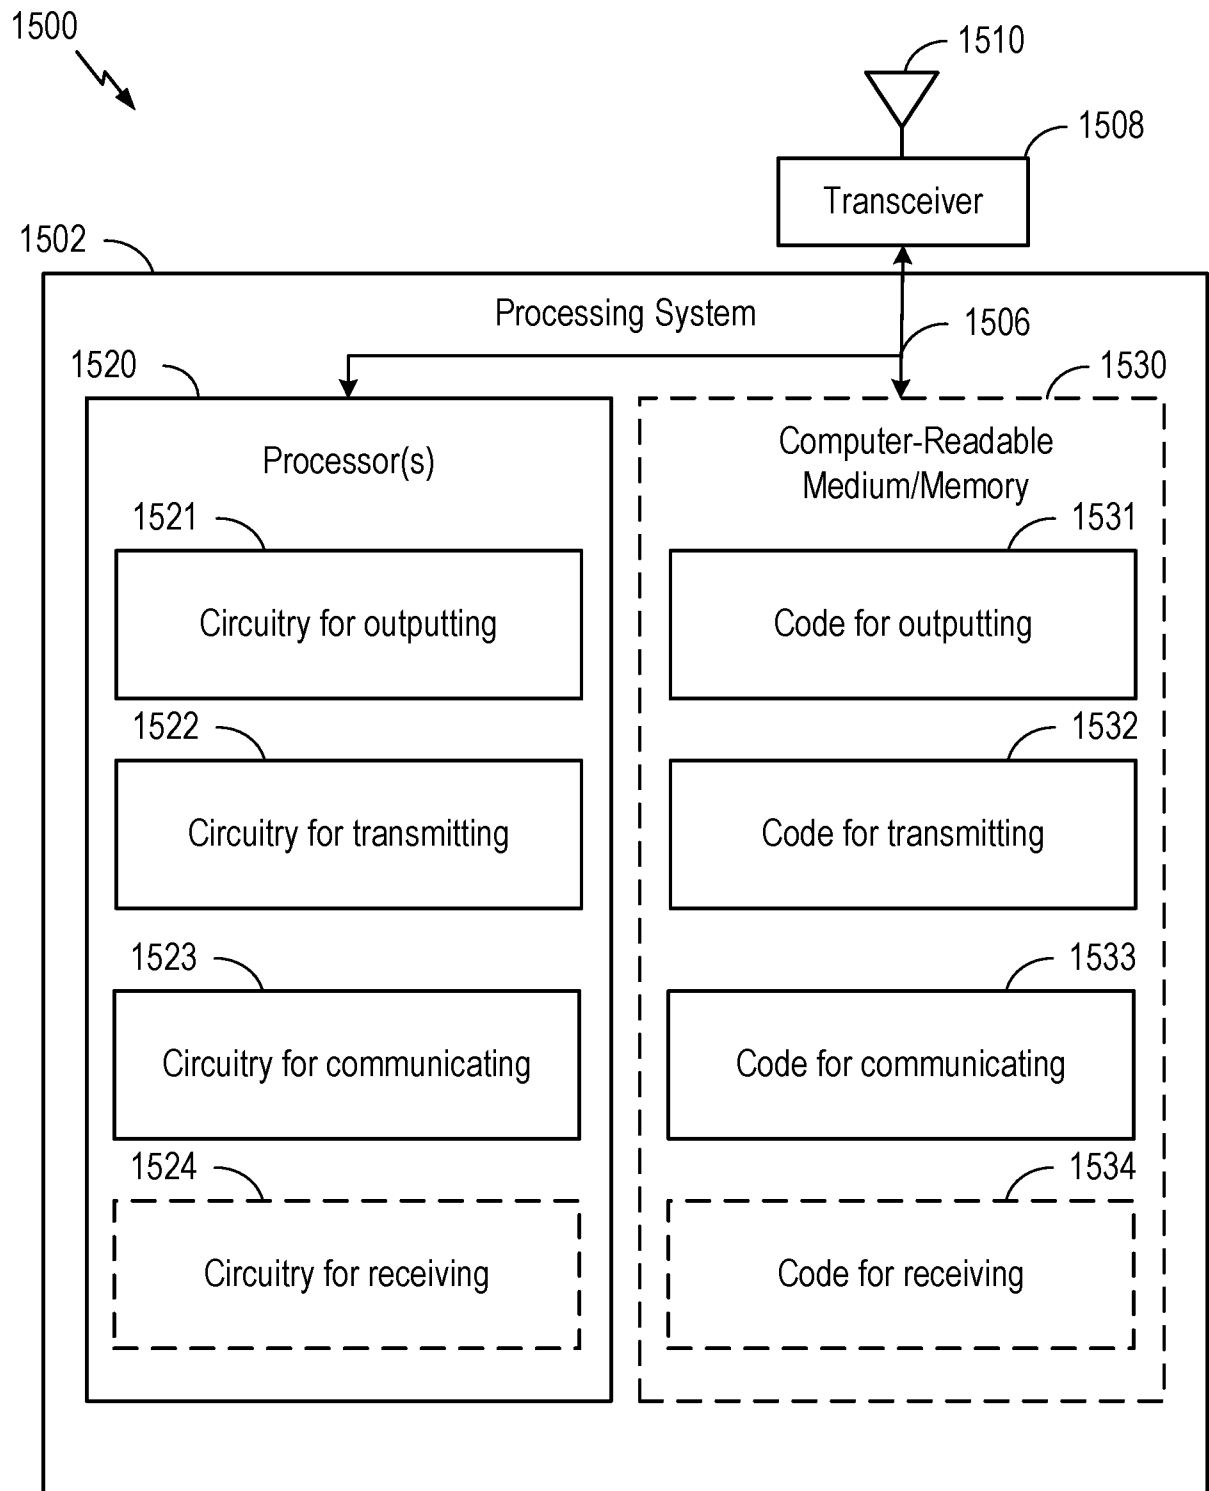 1500
1510
1508
Transceiver
1502
Processing System
1506
1520
1530
Processor(s)
Computer-Readable
Medium/Memory
1521
1531
Circuitry for outputting
Code for outputting
1522
1532
Circuitry for transmitting
Code for transmitting
1523
1533
Circuitry for communicating
Code for communicating
1524
1534
Circuitry for receiving
Code for receiving